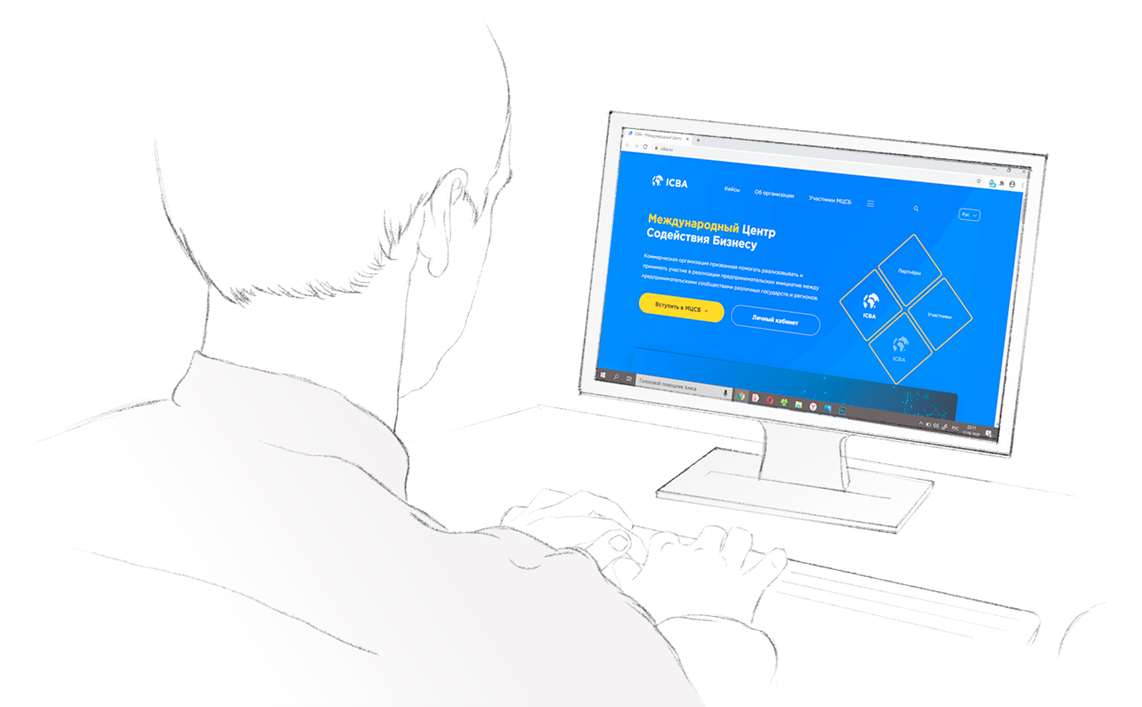 ICBA - Международный Центр
icba.ru
ICBA
Кейсы
Об организации
Участники МЦСБ
Рус
Международный Центр
Содействия Бизнесу
Коммерческая организация призванная помогать реализовывать и
принимать участие в реализации предпринимательских инициатив между
предпринимательскими сообществами различных государств и регионов.
Вступить в МЦСБ →
Личный кабинет
Партнёры
ICBA
Участники
ICBA
Голосовой помощник Алиса
РУС
20:11